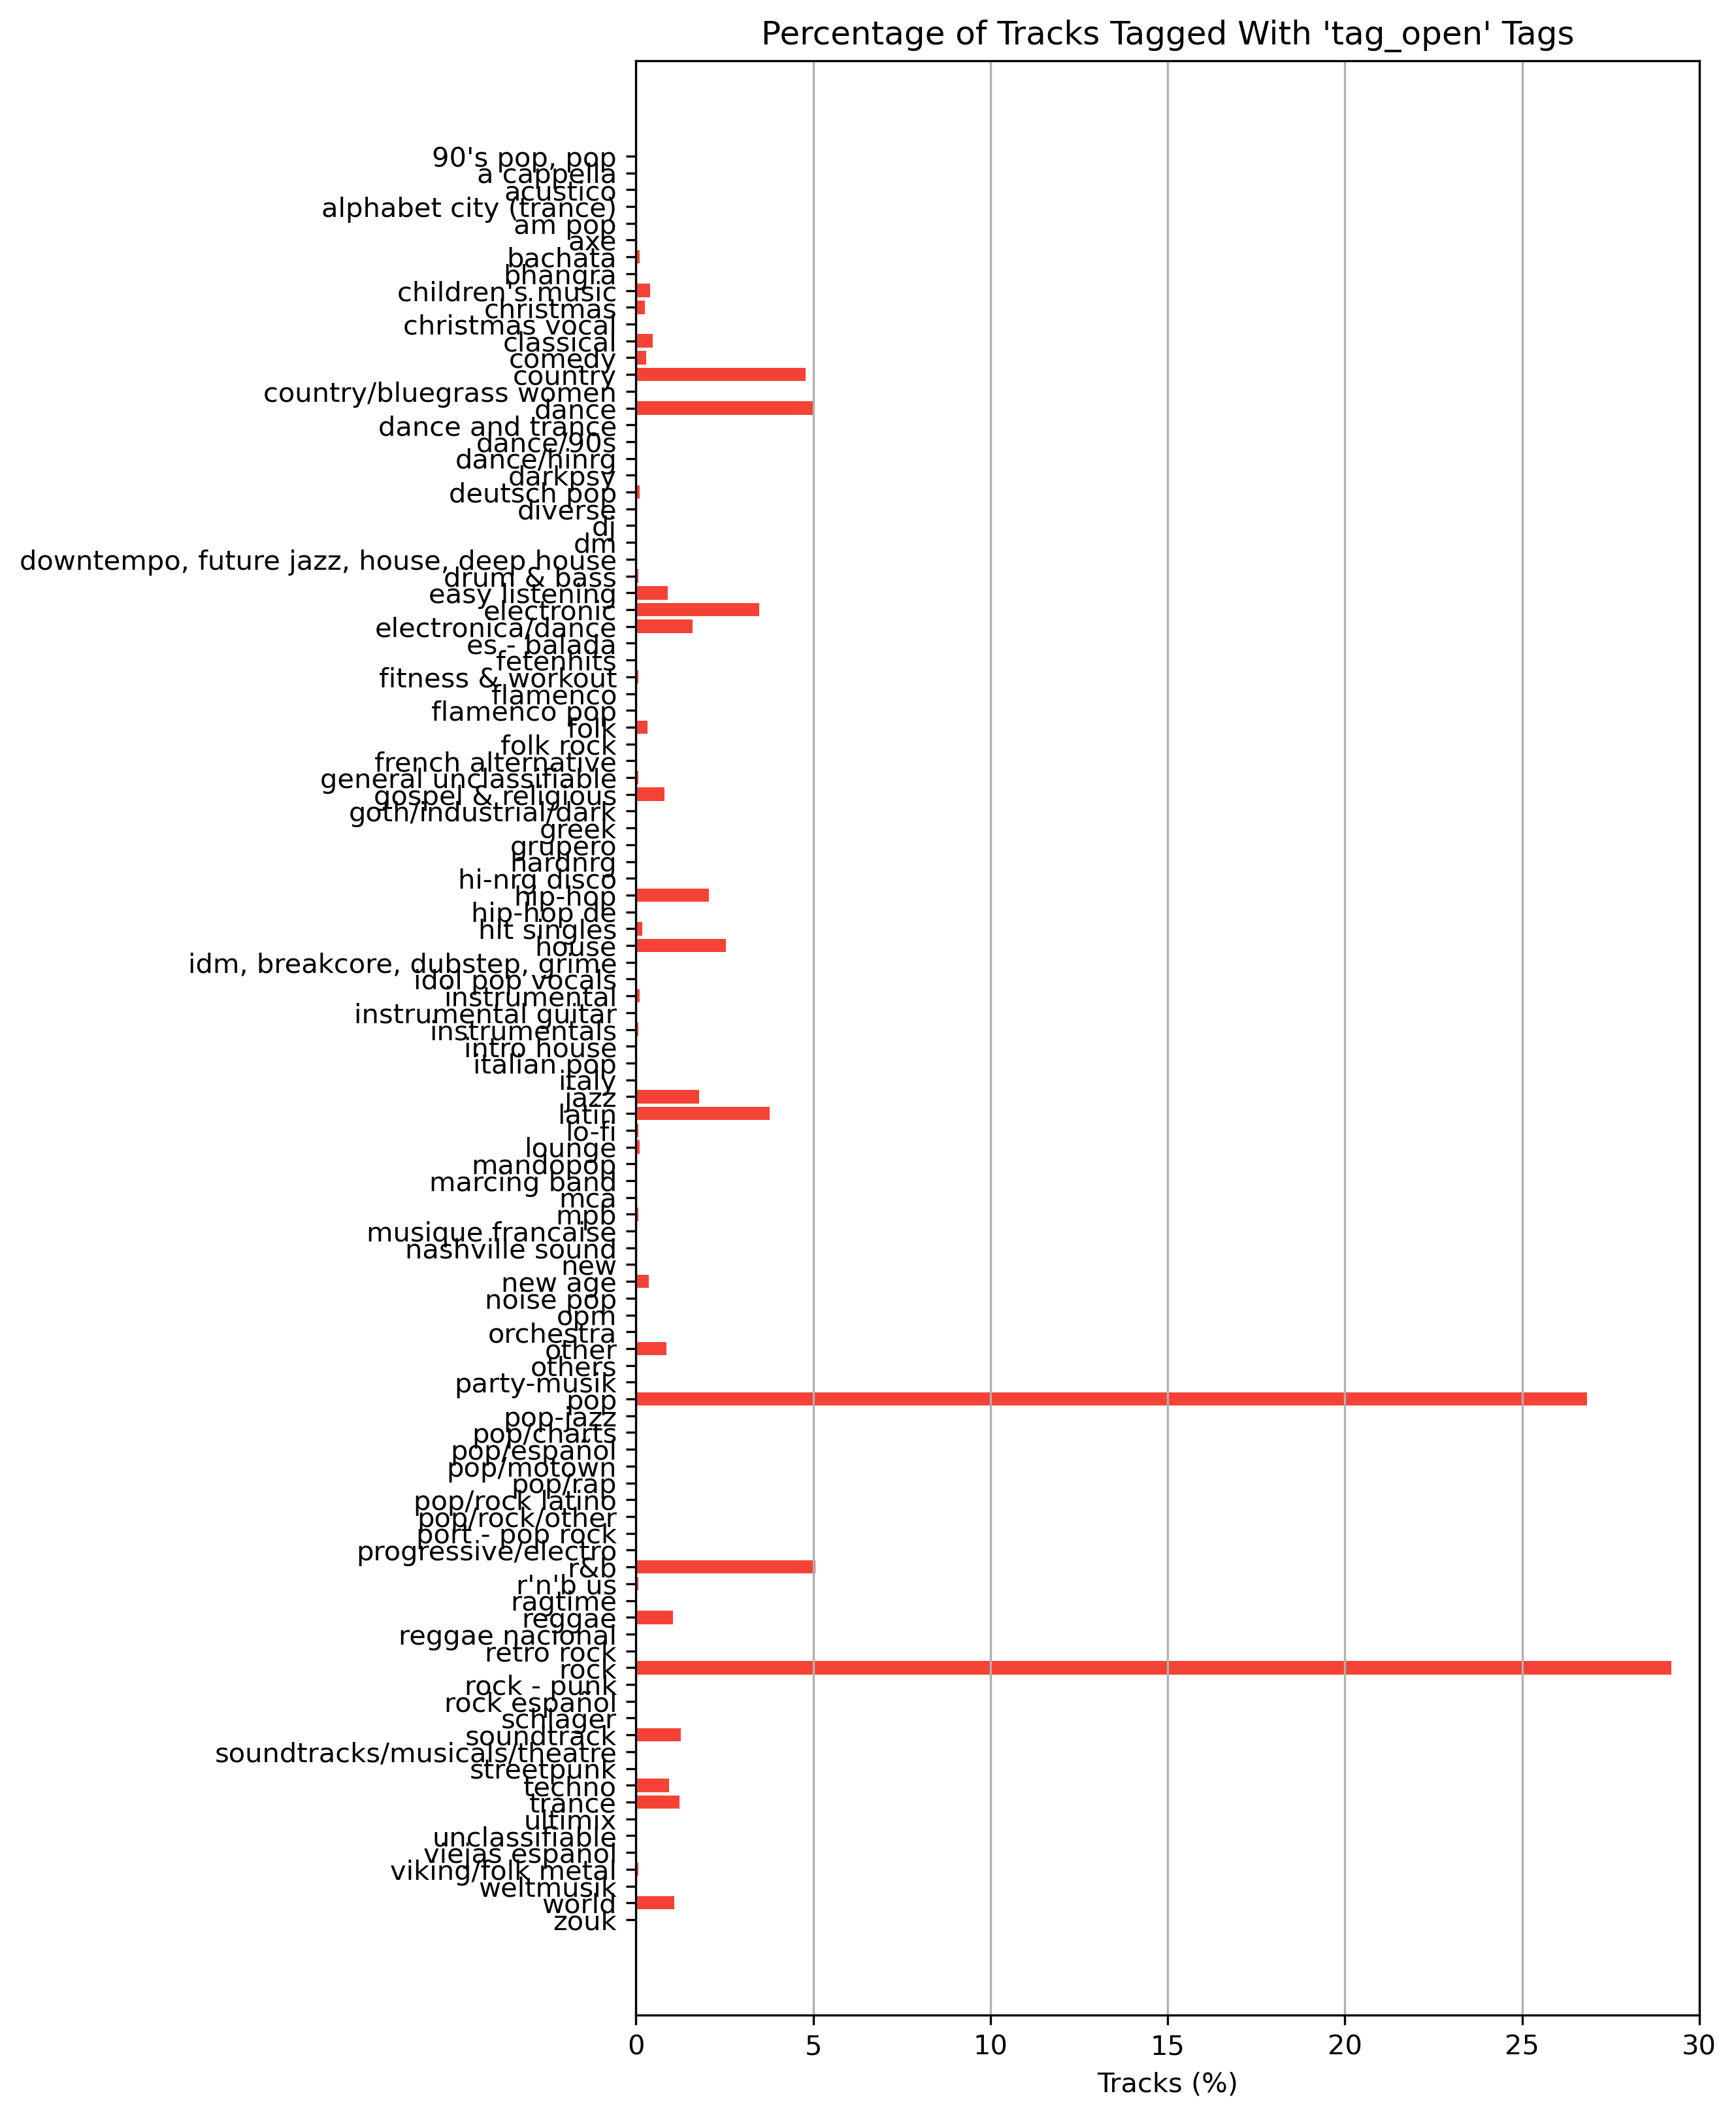 Percentage of Tracks Tagged With 'tag_open' Tags
90's pop, pop
a cappella
acustico
alphabet city (trance)
am pop
axe
bachata
bhangra
children's music
christmas
christmas vocal
classical
comedy
country
country/bluegrass women
dance
dance and trance
dance/90s
dance/hinrg
darkpsy
deutsch pop
diverse
dj
dm
downtempo, future jazz, house, deep house
drum & bass
easy listening
electronic
electronica/dance
es - balada
fetenhits
fitness & workout
flamenco
flamenco pop
folk
folk rock
french alternative
general unclassifiable
gospel & religious
goth/industrial/dark
greek
grupero
hardnrg
hi-nrg disco
hip-hop
hip-hop de
hit singles
house
idm, breakcore, dubstep, grime
idol pop vocals
instrumental
instrumental guitar
instrumentals
intro house
italian pop
italy
jazz
latin
lo-fi
lounge
mandopop
marcing band
mca
mpb
musique francaise
nashville sound
new
new age
noise pop
opm
orchestra
other
others
party-musik
pop
pop-jazz
pop/charts
pop/español
pop/motown
pop/rap
pop/rock latino
pop/rock/other
port - pop rock
progressive/electro
r&b
r'n'b us
ragtime
reggae
reggae nacional
retro rock
rock
rock - punk
rock español
schlager
soundtrack
soundtracks/musicals/theatre
streetpunk
techno
trance
ultimix
unclassifiable
viejas español
viking/folk metal
weltmusik
world
zouk
0 5 10 15 20 25 30
Tracks (%)